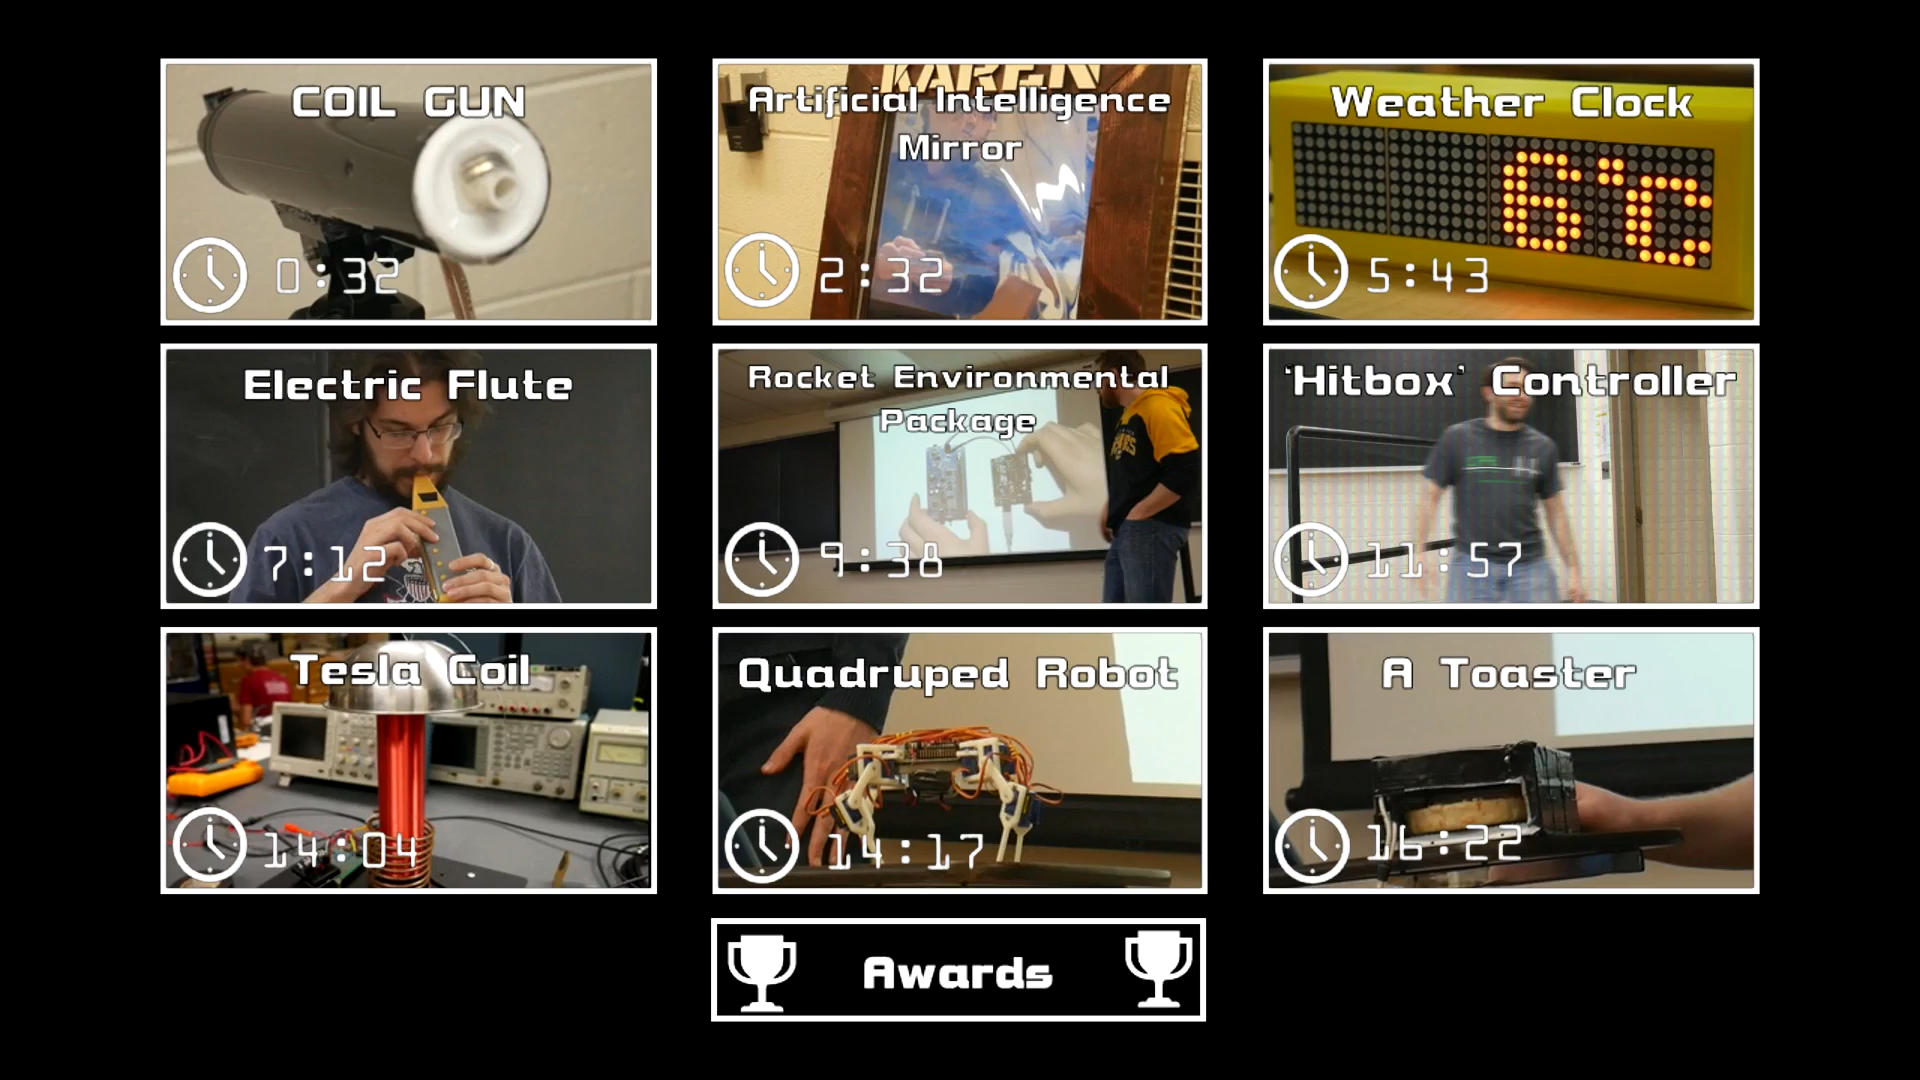 COIL GUN
0:32
KAREN
Artificial Intelligence
Mirror
2:32
Weather Clock
6°C
5:43
Electric Flute
7:12
Rocket Environmental
Package
9:38
'Hitbox' Controller
11:57
Tesla Coil
14:04
Quadruped Robot
14:17
A Toaster
16:22
Awards